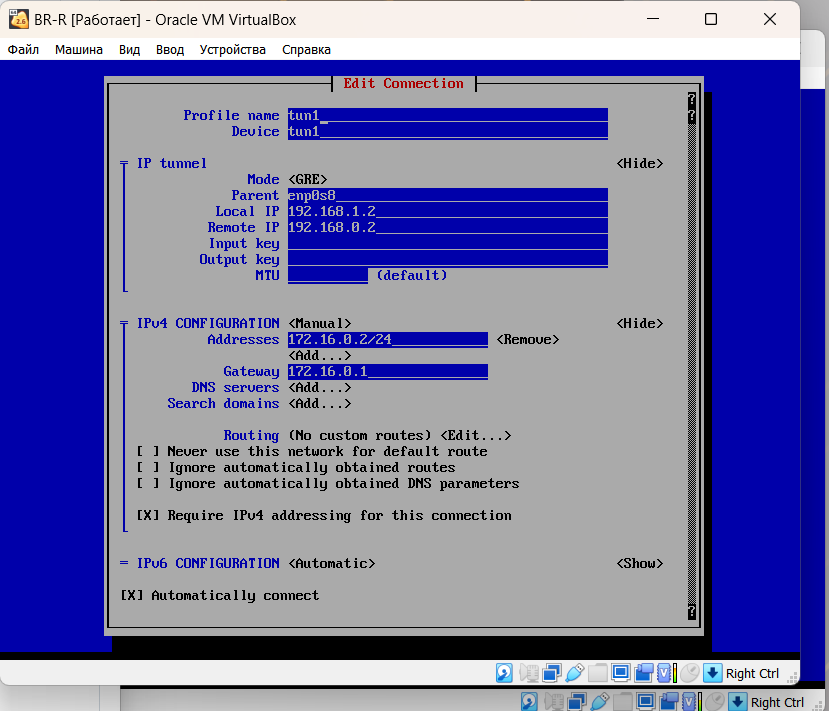 BR-R [Работает] - Oracle VM VirtualBox
Файл Машина Вид Ввод Устройства Справка
Edit Connection
Profile name tun1
Device tun1
IP tunnel <Hide>
Mode <GRE>
Parent enp0s8
Local IP 192.168.1.2
Remote IP 192.168.0.2
Input key
Output key
MTU (default)
IPv4 CONFIGURATION <Manual> <Hide>
Addresses 172.16.0.2/24 <Remove>
<Add...>
Gateway 172.16.0.1
DNS servers <Add...>
Search domains <Add...>
Routing (No custom routes) <Edit...>
[ ] Never use this network for default route
[ ] Ignore automatically obtained routes
[ ] Ignore automatically obtained DNS parameters
[X] Require IPv4 addressing for this connection
IPv6 CONFIGURATION <Automatic> <Show>
[X] Automatically connect
Right Ctrl
Right Ctrl